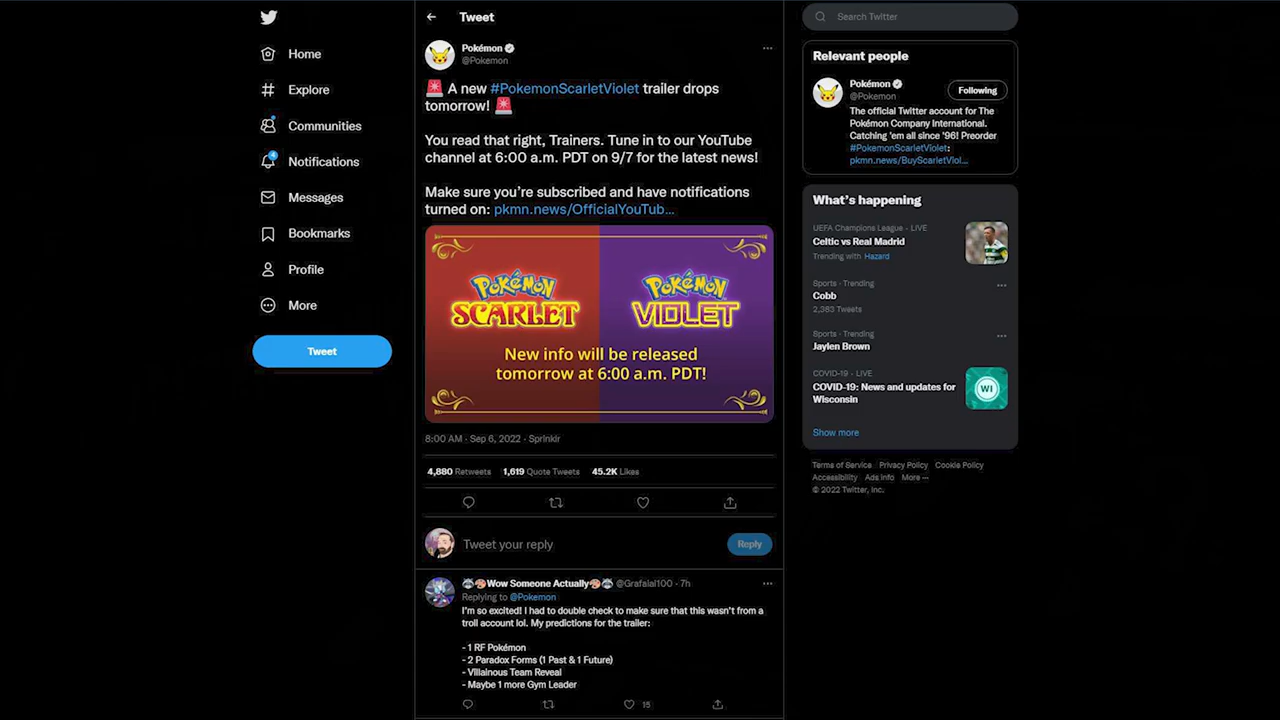 Home
Explore
Communities
4
Notifications
Messages
Bookmarks
Profile
More
Tweet
Tweet
Pokémon
@Pokemon
🚨 A new #PokemonScarletViolet trailer drops
tomorrow! 🚨
You read that right, Trainers. Tune in to our YouTube
channel at 6:00 a.m. PDT on 9/7 for the latest news!
Make sure you're subscribed and have notifications
turned on: pkmn.news/OfficialYouTub…
POKÉMON
SCARLET
POKÉMON
VIOLET
New info will be released
tomorrow at 6:00 a.m. PDT!
8:00 AM · Sep 6, 2022 · Sprinklr
4,880 Retweets 1,619 Quote Tweets 45.2K Likes
Tweet your reply
Reply
🦝🎨Wow Someone Actually🎨🦝 @Grafalal100 · 7h
Replying to @Pokemon
I'm so excited! I had to double check to make sure that this wasn't from a
troll account lol. My predictions for the trailer:
- 1 RF Pokémon
- 2 Paradox Forms (1 Past & 1 Future)
- Villainous Team Reveal
- Maybe 1 more Gym Leader
15
Search Twitter
Relevant people
Pokémon
@Pokemon
Following
The official Twitter account for The
Pokémon Company International.
Catching 'em all since '96! Preorder
#PokemonScarletViolet:
pkmn.news/BuyScarletViol…
What's happening
UEFA Champions League · LIVE
Celtic vs Real Madrid
Trending with Hazard
Sports · Trending
Cobb
2,383 Tweets
Sports · Trending
Jaylen Brown
COVID-19 · LIVE
COVID-19: News and updates for
Wisconsin
WI
Show more
Terms of Service Privacy Policy Cookie Policy
Accessibility Ads info More ···
© 2022 Twitter, Inc.